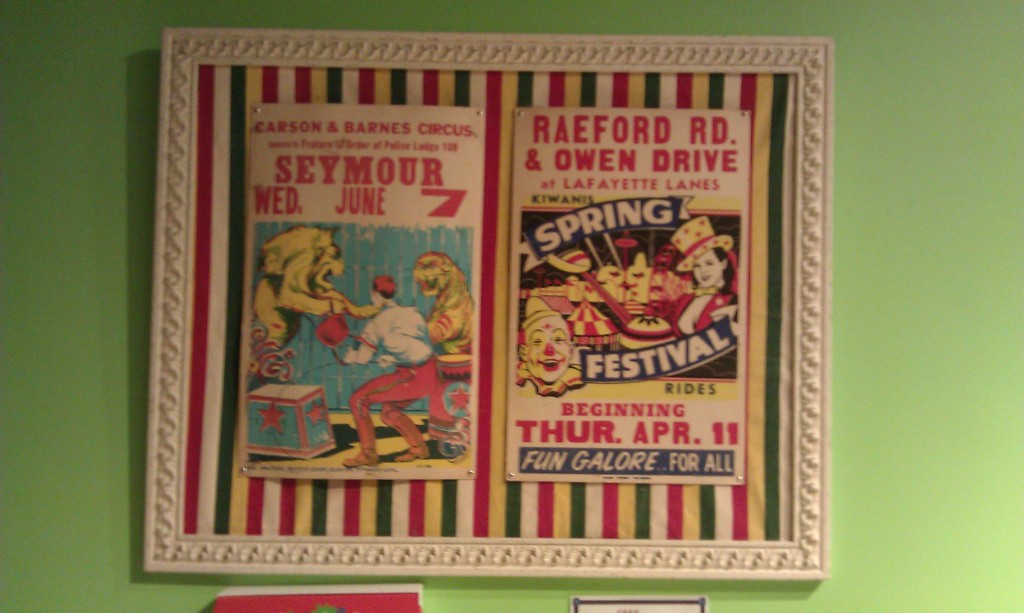 CARSON & BARNES CIRCUS
Fraternal Order of Police Lodge 108
SEYMOUR
WED. JUNE 7
RAEFORD RD.
& OWEN DRIVE
at LAFAYETTE LANES
KIWANIS
SPRING
FESTIVAL
RIDES
BEGINNING
THUR. APR. 11
FUN GALORE.. FOR ALL